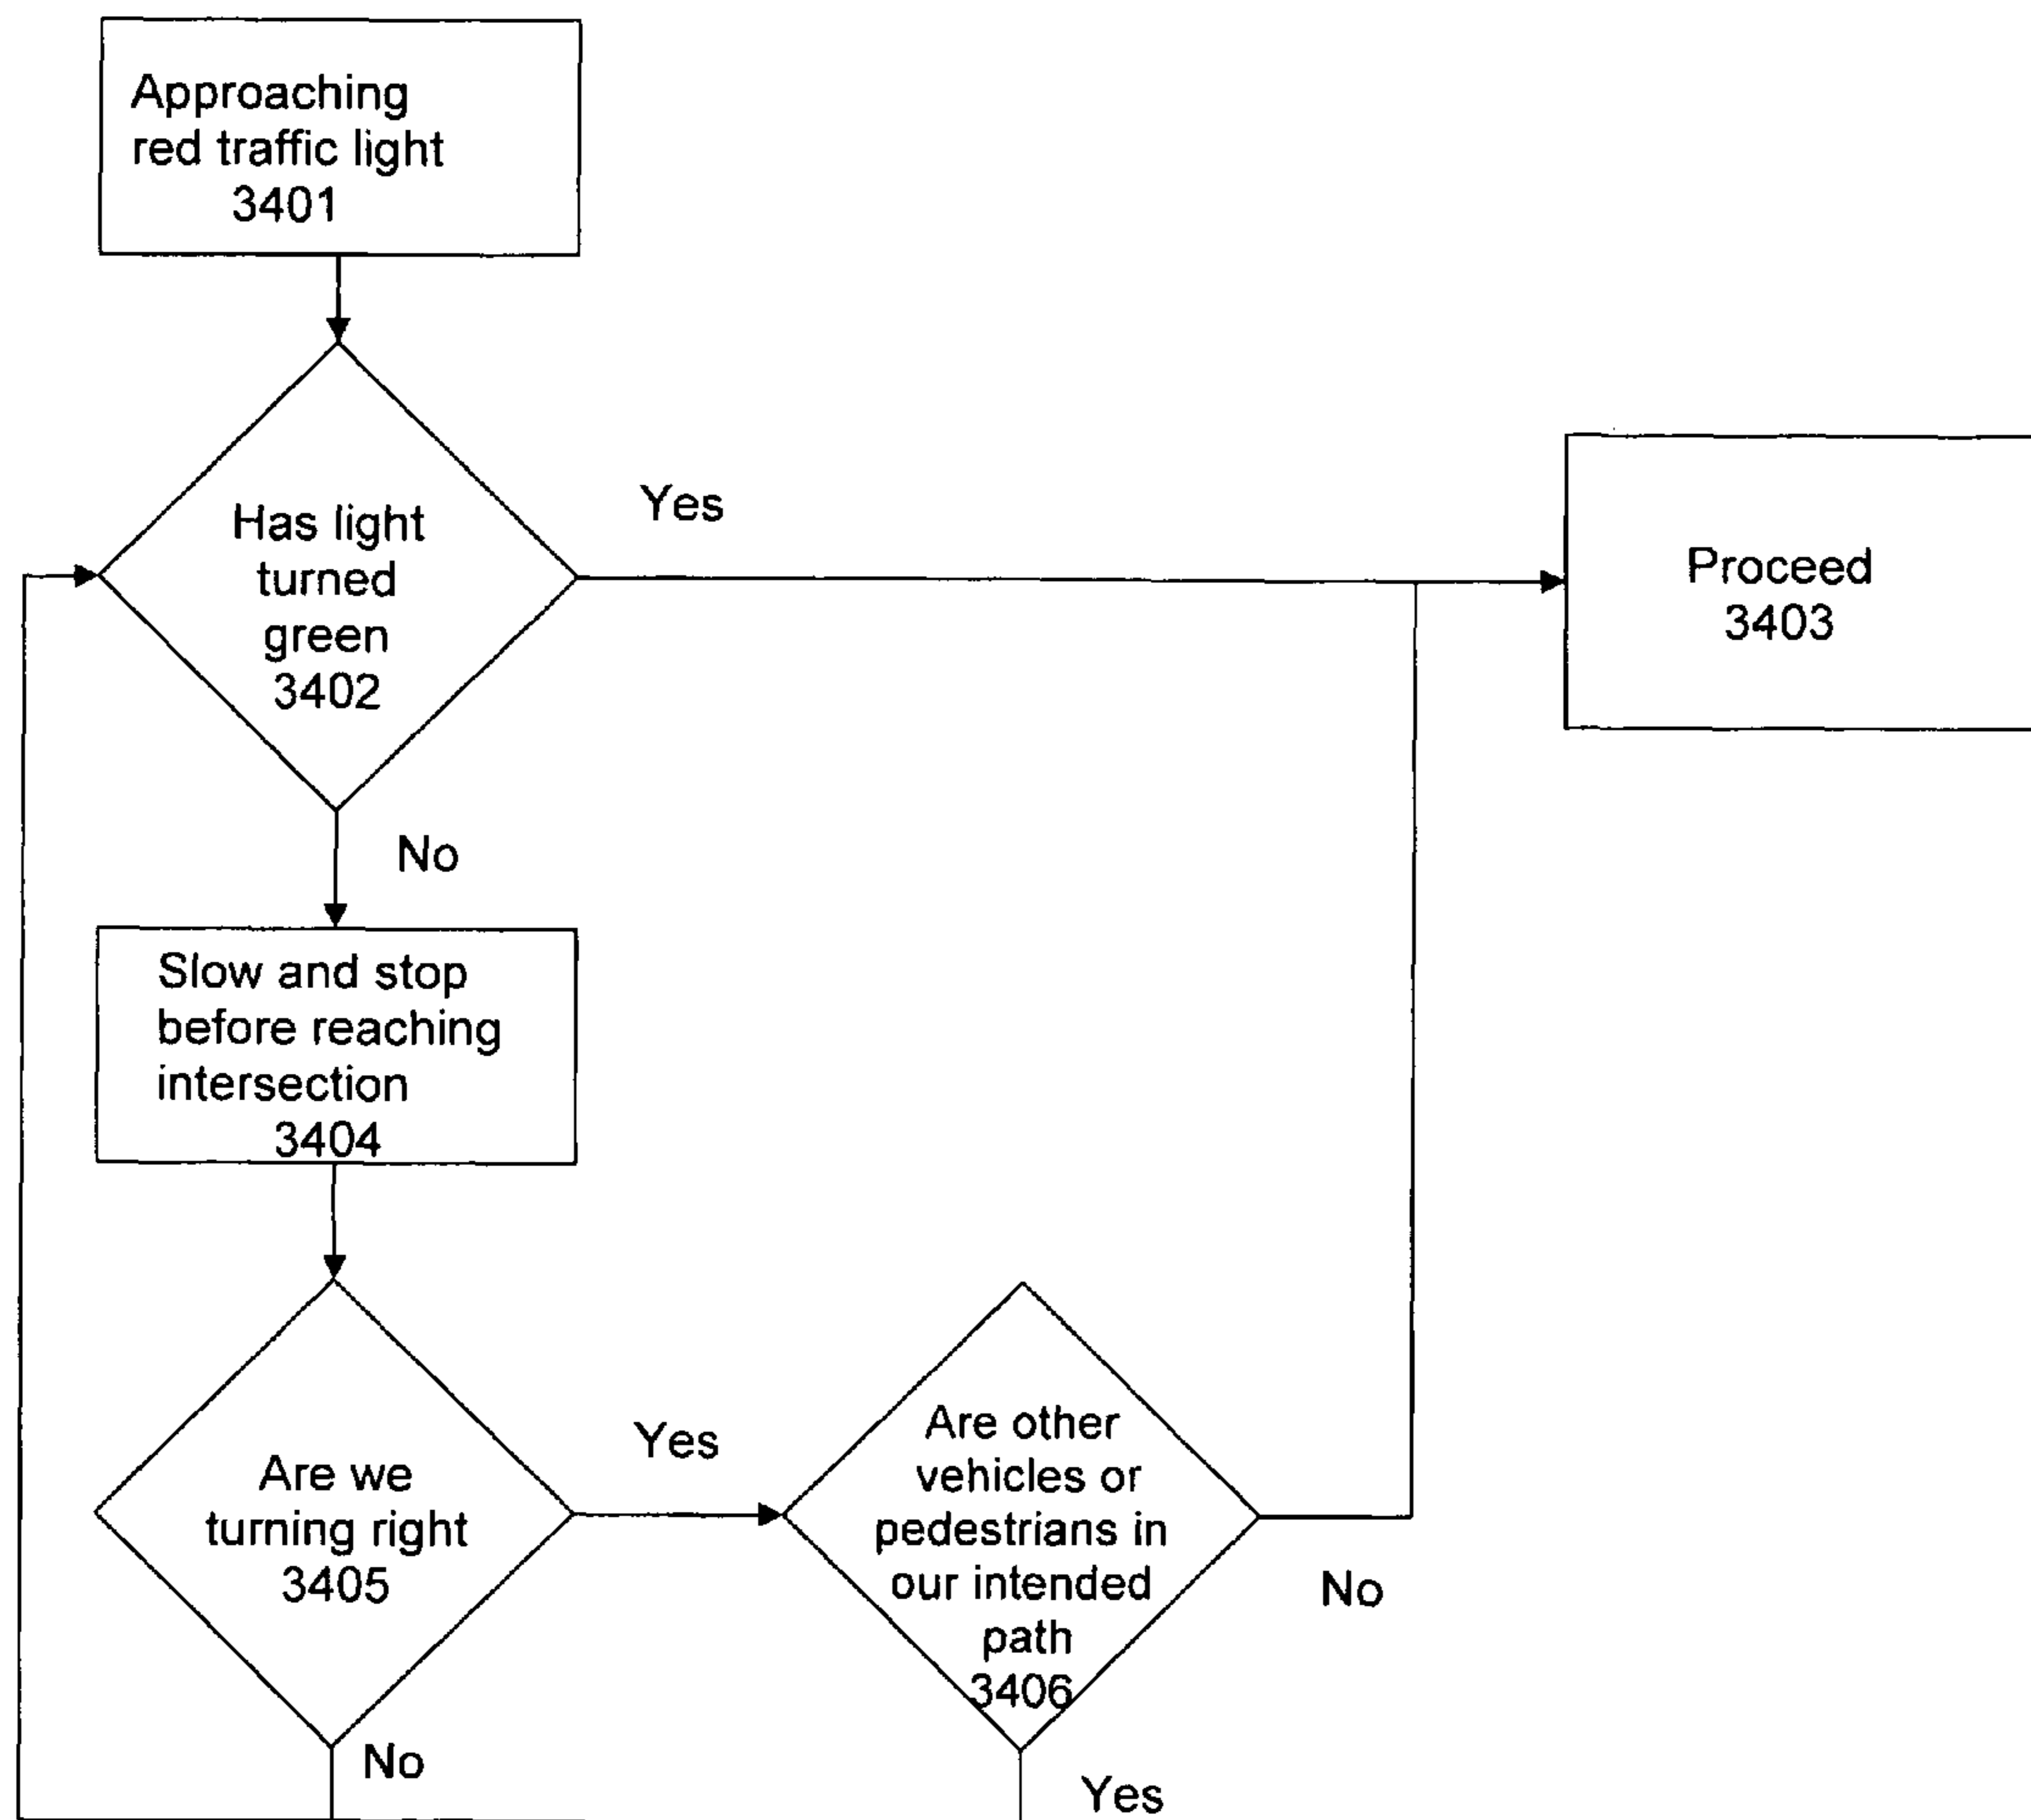 Approaching
red traffic light
3401
Has light
turned
green
3402
Yes
Proceed
3403
No
Slow and stop
before reaching
intersection
3404
Are we
turning right
3405
Yes
Are other
vehicles or
pedestrians in
our intended
path
3406
No
No
Yes